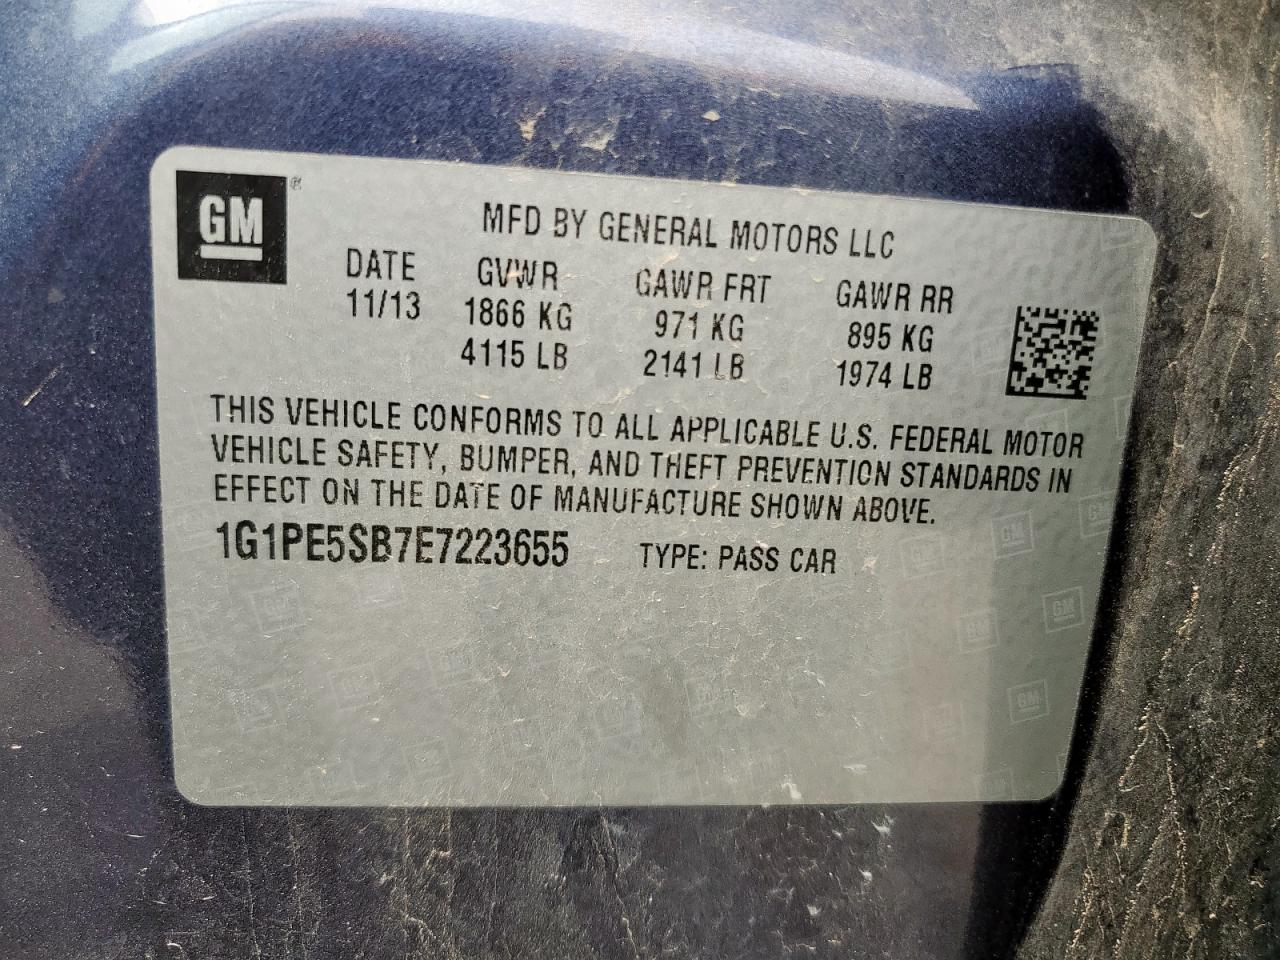 GM®
MFD BY GENERAL MOTORS LLC
DATE GVWR GAWR FRT GAWR RR
11/13 1866 KG 971 KG 895 KG
4115 LB 2141 LB 1974 LB
THIS VEHICLE CONFORMS TO ALL APPLICABLE U.S. FEDERAL MOTOR
VEHICLE SAFETY, BUMPER, AND THEFT PREVENTION STANDARDS IN
EFFECT ON THE DATE OF MANUFACTURE SHOWN ABOVE.
1G1PE5SB7E7223655 TYPE: PASS CAR